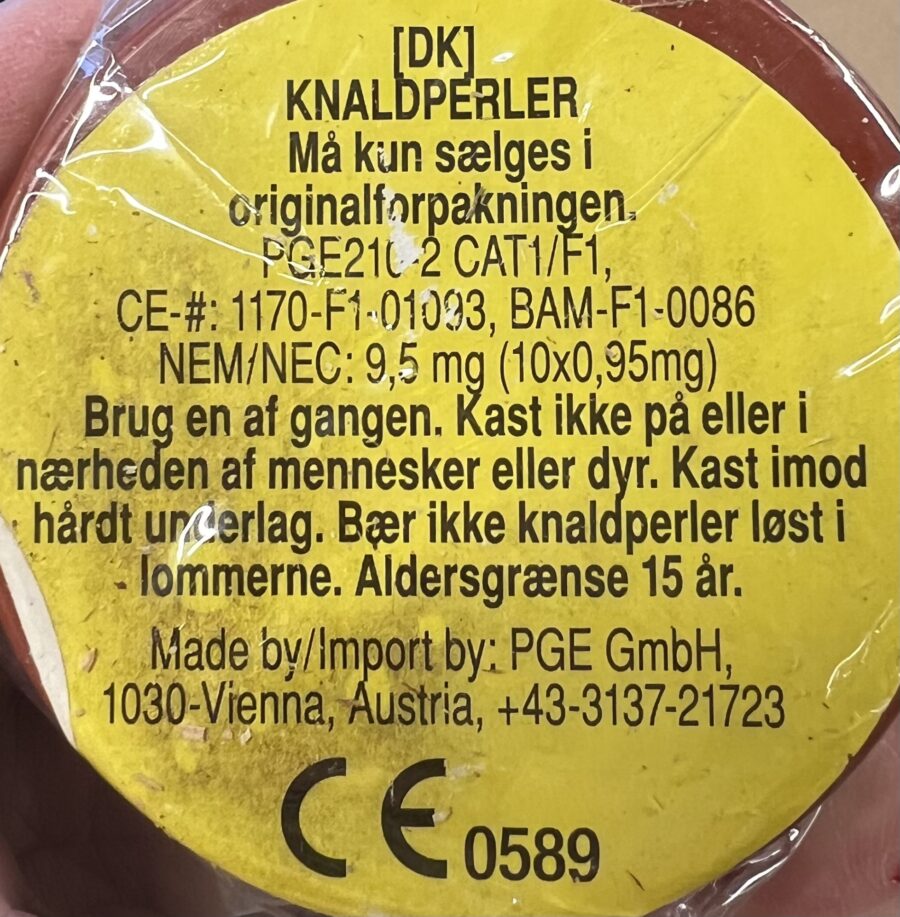 [DK]
KNALDPERLER
Må kun sælges i
originalforpakningen.
PGE210-2 CAT1/F1,
CE-#: 1170-F1-01093, BAM-F1-0086
NEM/NEC: 9,5 mg (10x0,95mg)
Brug en af gangen. Kast ikke på eller i
nærheden af mennesker eller dyr. Kast imod
hårdt underlag. Bær ikke knaldperler løst i
lommerne. Aldersgrænse 15 år.
Made by/Import by: PGE GmbH,
1030-Vienna, Austria, +43-3137-21723
CE 0589